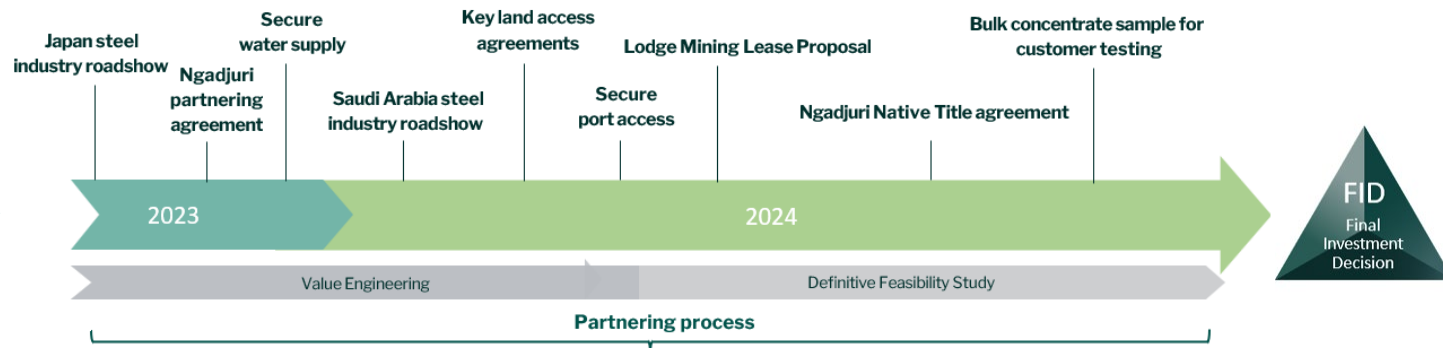 Japan steel
industry roadshow
Ngadjuri
partnering
agreement
Secure
water supply
Saudi Arabia steel
industry roadshow
Key land access
agreements
Secure
port access
Lodge Mining Lease Proposal
Ngadjuri Native Title agreement
Bulk concentrate sample for
customer testing
2023
2024
FID
Final
Investment
Decision
Value Engineering
Definitive Feasibility Study
Partnering process